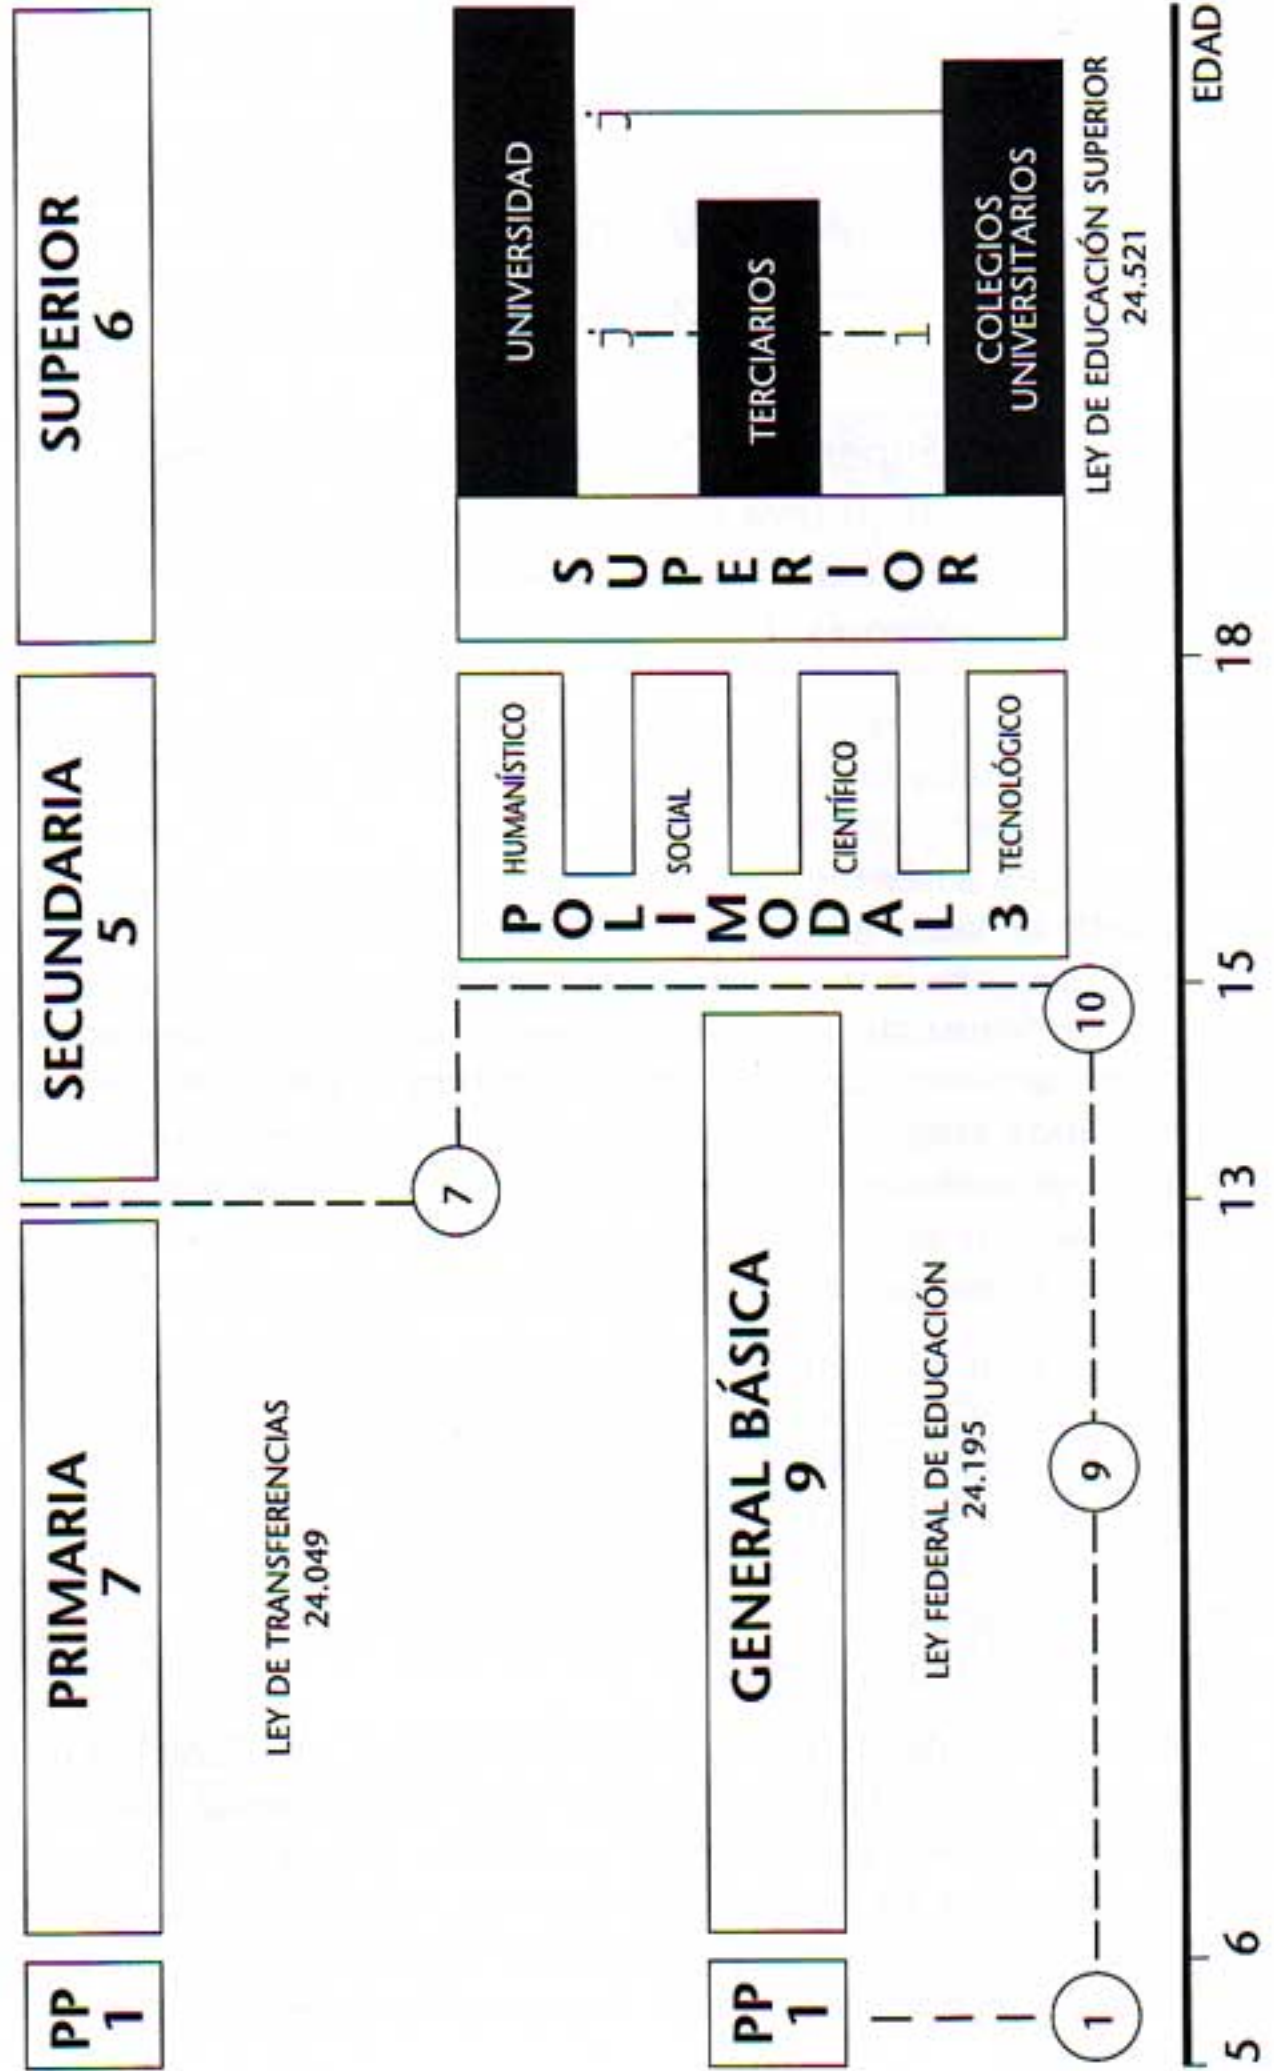 PP
1
PRIMARIA
7
SECUNDARIA
5
SUPERIOR
6
LEY DE TRANSFERENCIAS
24.049
7
PP
1
GENERAL BÁSICA
9
LEY FEDERAL DE EDUCACIÓN
24.195
POLIMODAL 3
HUMANÍSTICO
SOCIAL
CIENTÍFICO
TECNOLÓGICO
SUPERIOR
UNIVERSIDAD
TERCIARIOS
COLEGIOS
UNIVERSITARIOS
LEY DE EDUCACIÓN SUPERIOR
24.521
1
9
10
5
6
13
15
18
EDAD